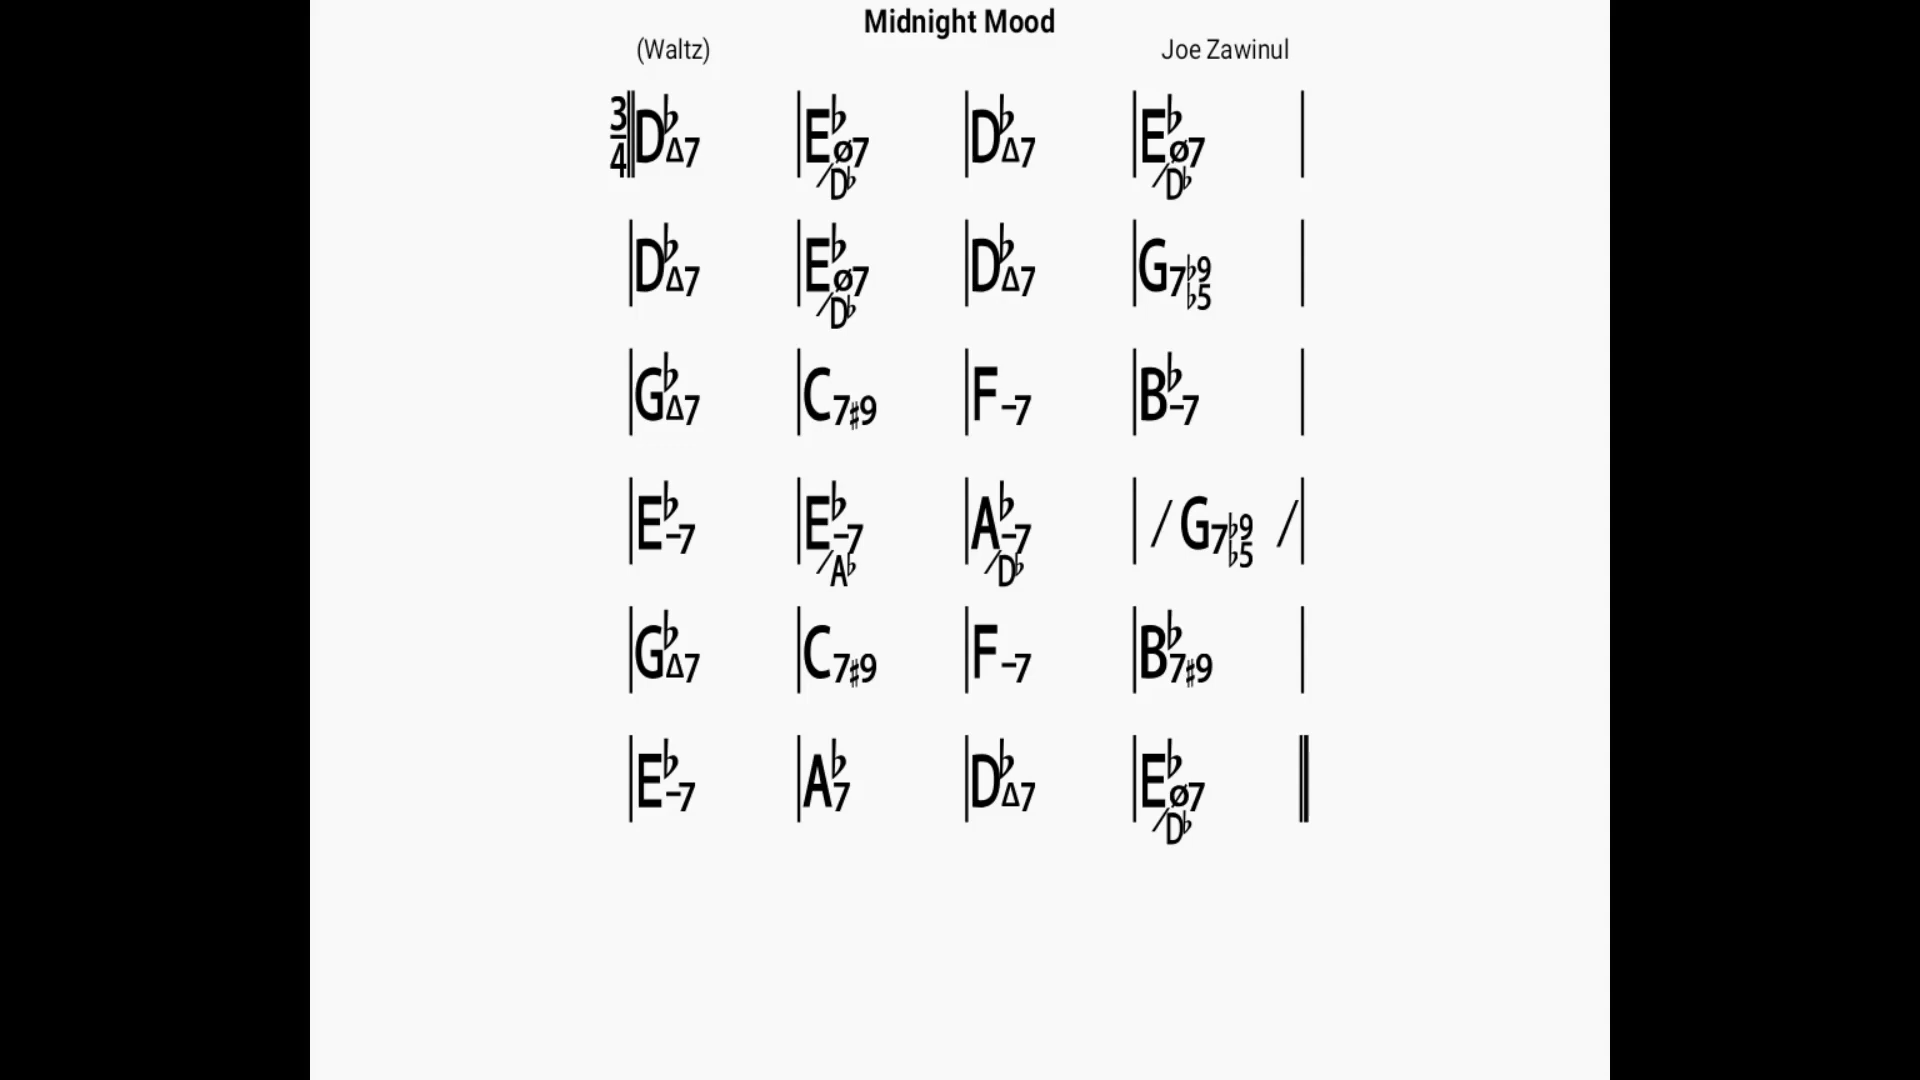 Midnight Mood
(Waltz) Joe Zawinul
3/4 D♭Δ7 | E♭ø7/D♭ | D♭Δ7 | E♭ø7/D♭ |
| D♭Δ7 | E♭ø7/D♭ | D♭Δ7 | G7♭9♭5 |
| G♭Δ7 | C7♯9 | F–7 | B♭–7 |
| E♭–7 | E♭–7/A♭ | A♭–7/D♭ | / G7♭9♭5 / |
| G♭Δ7 | C7♯9 | F–7 | B♭7♯9 |
| E♭–7 | A♭7 | D♭Δ7 | E♭ø7/D♭ ||